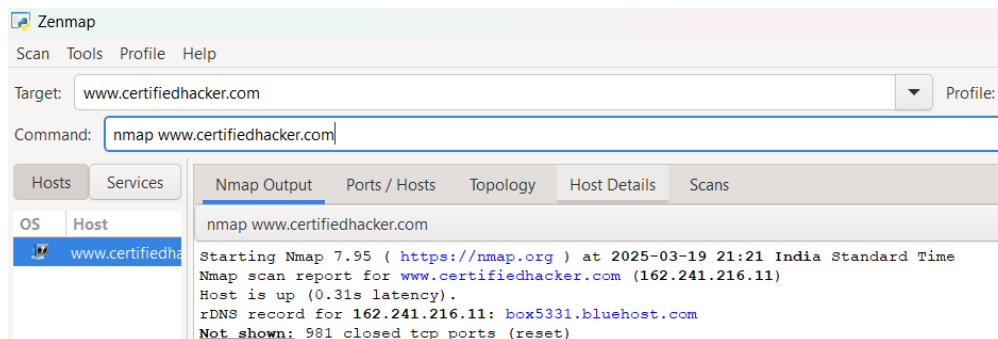 Zenmap
Scan Tools Profile Help
Target: www.certifiedhacker.com Profile:
Command: nmap www.certifiedhacker.com
Hosts Services Nmap Output Ports / Hosts Topology Host Details Scans
OS Host nmap www.certifiedhacker.com
www.certifiedha
Starting Nmap 7.95 ( https://nmap.org ) at 2025-03-19 21:21 India Standard Time
Nmap scan report for www.certifiedhacker.com (162.241.216.11)
Host is up (0.31s latency).
rDNS record for 162.241.216.11: box5331.bluehost.com
Not shown: 981 closed tcp ports (reset)